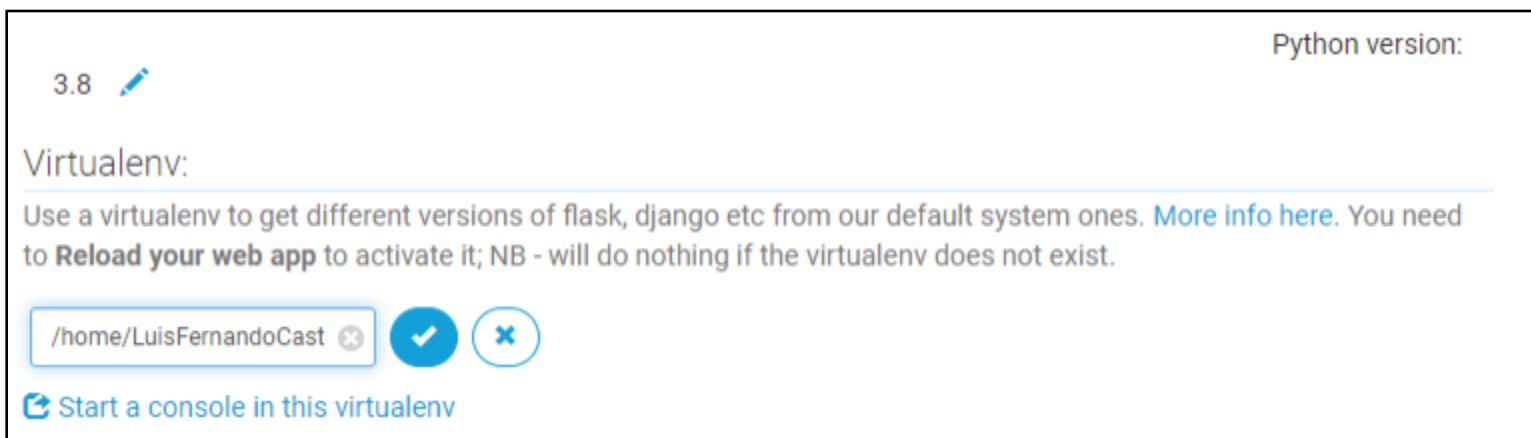 Python version:
3.8
Virtualenv:
Use a virtualenv to get different versions of flask, django etc from our default system ones. More info here. You need
to Reload your web app to activate it; NB - will do nothing if the virtualenv does not exist.
/home/LuisFernandoCast
Start a console in this virtualenv